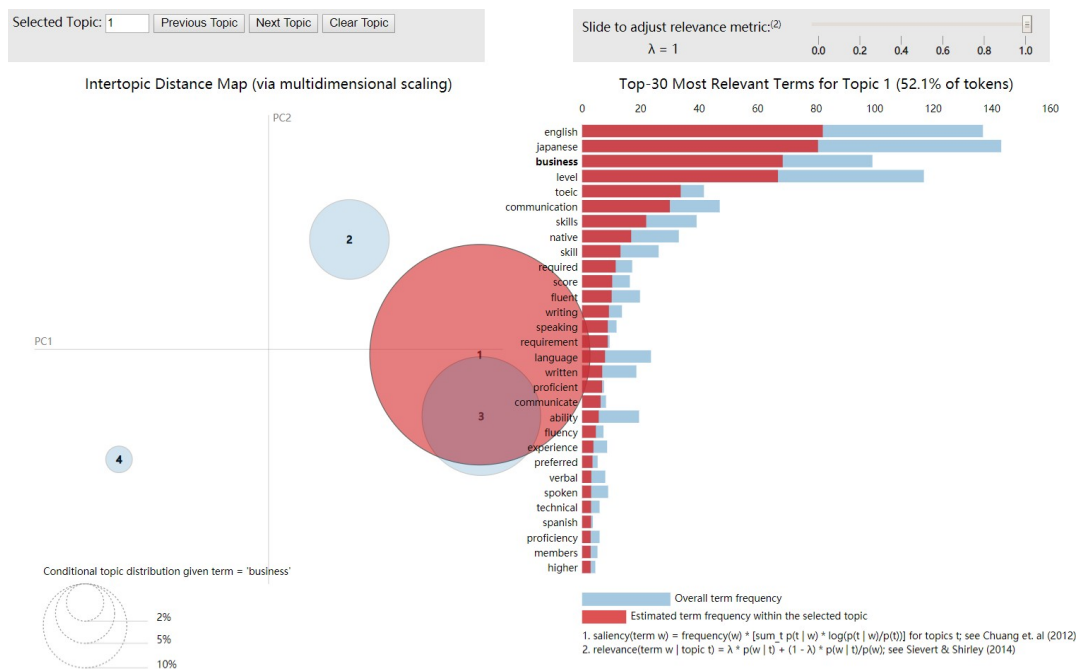 Selected Topic: 1 Previous Topic Next Topic Clear Topic
Slide to adjust relevance metric:(2)
λ = 1
0.0 0.2 0.4 0.6 0.8 1.0
Intertopic Distance Map (via multidimensional scaling)
PC2
PC1
2
1
3
4
Conditional topic distribution given term = 'business'
2%
5%
10%
Top-30 Most Relevant Terms for Topic 1 (52.1% of tokens)
0 20 40 60 80 100 120 140 160
english
japanese
business
level
toeic
communication
skills
native
skill
required
score
fluent
writing
speaking
requirement
language
written
proficient
communicate
ability
fluency
experience
preferred
verbal
spoken
technical
spanish
proficiency
members
higher
Overall term frequency
Estimated term frequency within the selected topic
1. saliency(term w) = frequency(w) * [sum_t p(t | w) * log(p(t | w)/p(t))] for topics t; see Chuang et. al (2012)
2. relevance(term w | topic t) = λ * p(w | t) + (1 - λ) * p(w | t)/p(w); see Sievert & Shirley (2014)